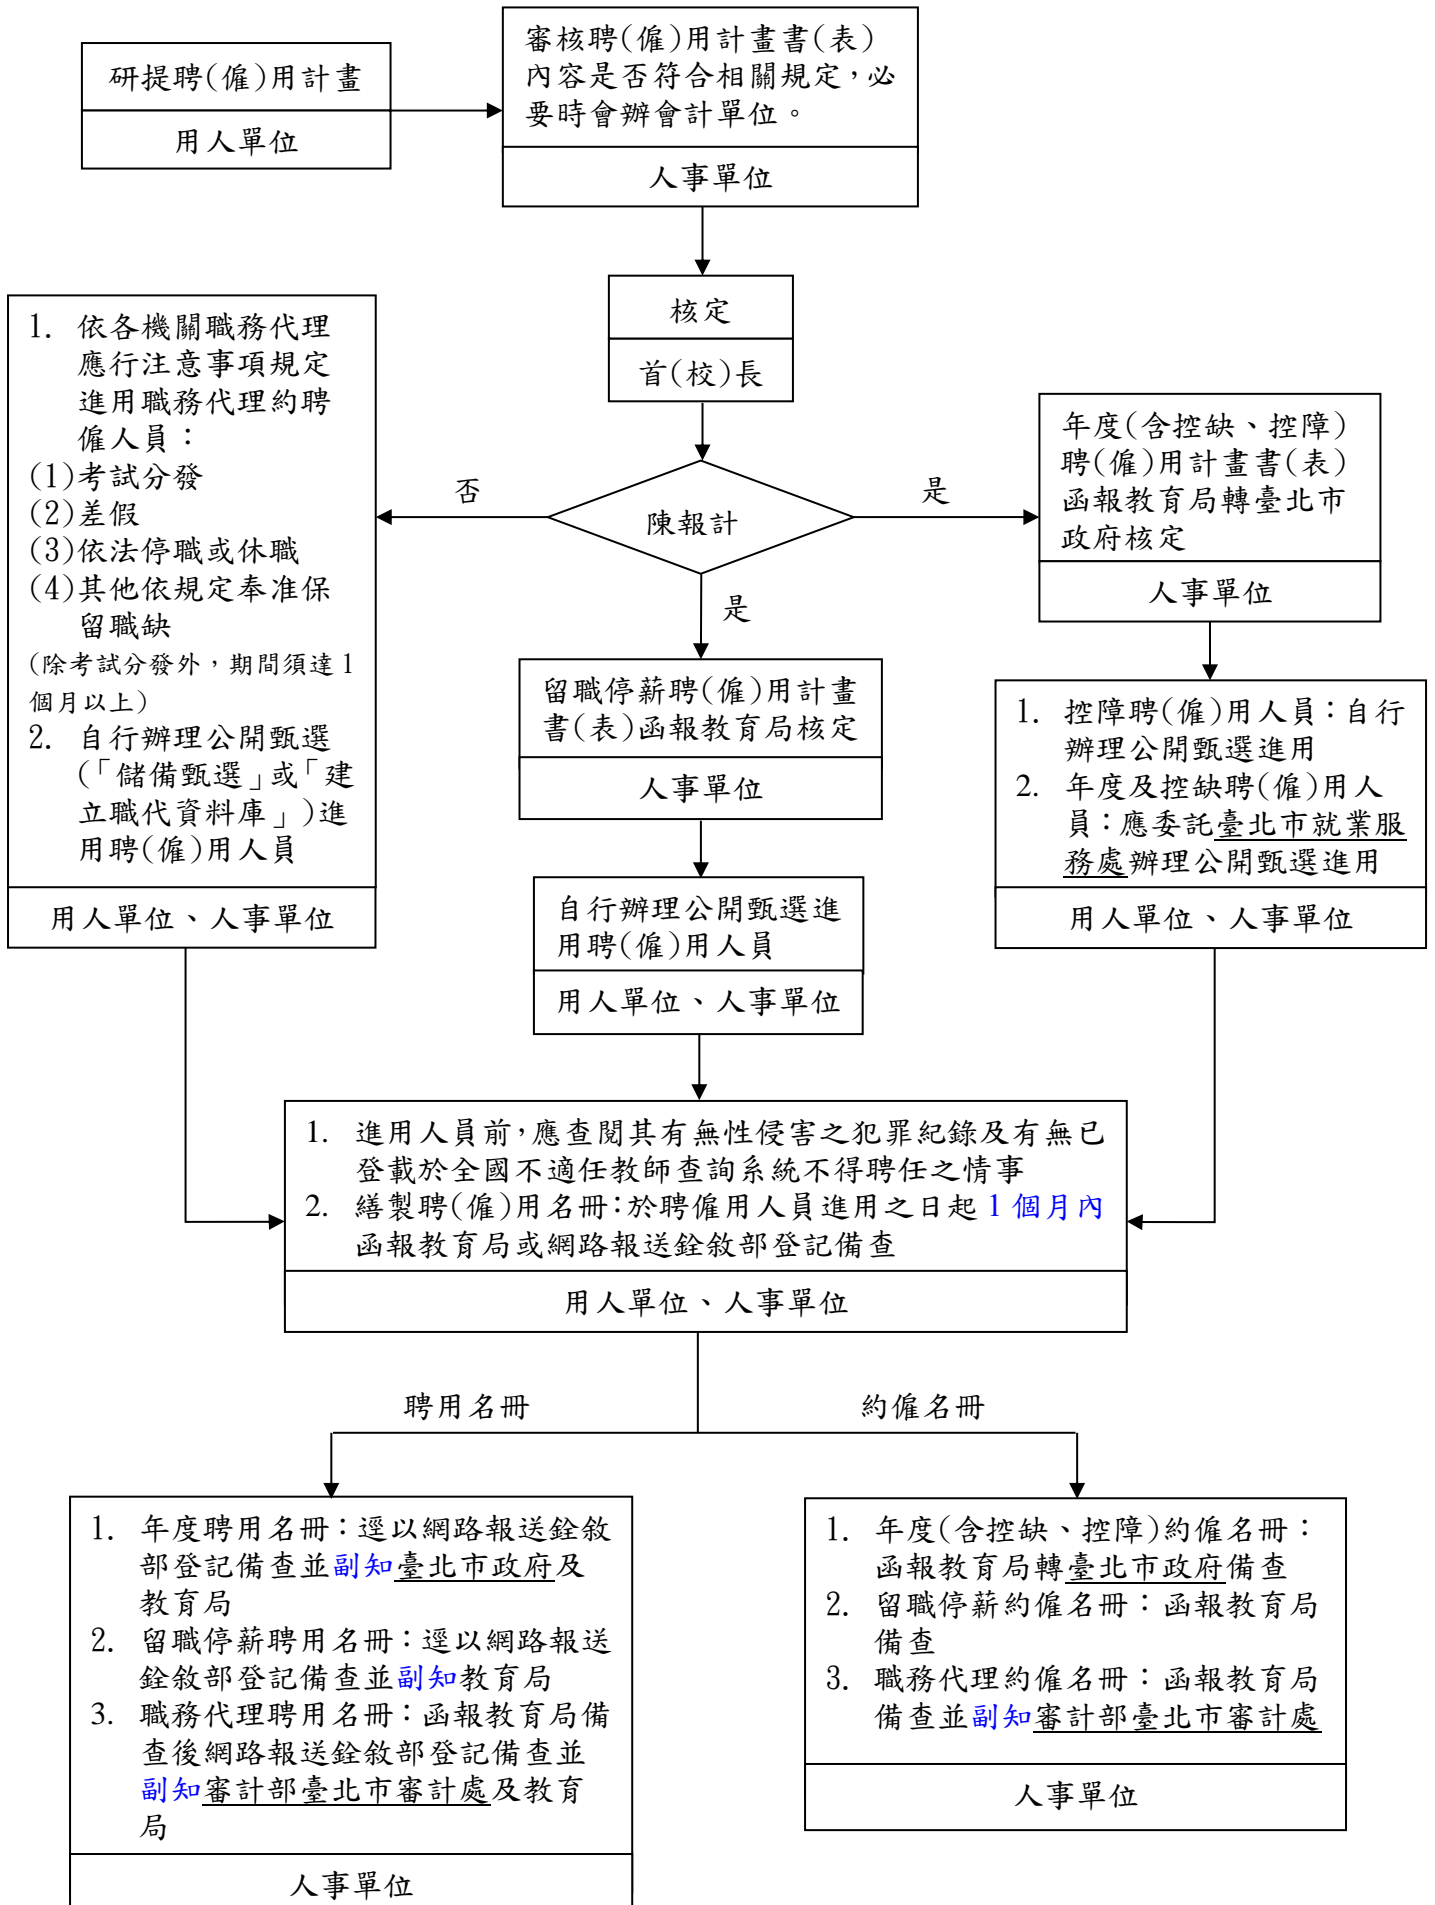 研提聘(僱)用計畫
用人單位
審核聘(僱)用計畫書(表)
內容是否符合相關規定，必
要時會辦會計單位。
人事單位
核定
首(校)長
陳報計
否
是
是
1. 依各機關職務代理
應行注意事項規定
進用職務代理約聘
僱人員：
(1)考試分發
(2)差假
(3)依法停職或休職
(4)其他依規定奉准保
留職缺
(除考試分發外，期間須達1
個月以上)
2. 自行辦理公開甄選
(「儲備甄選」或「建
立職代資料庫」)進
用聘(僱)用人員
用人單位、人事單位
留職停薪聘(僱)用計畫
書(表)函報教育局核定
人事單位
自行辦理公開甄選進
用聘(僱)用人員
用人單位、人事單位
年度(含控缺、控障)
聘(僱)用計畫書(表)
函報教育局轉臺北市
政府核定
人事單位
1. 控障聘(僱)用人員：自行
辦理公開甄選進用
2. 年度及控缺聘(僱)用人
員：應委託臺北市就業服
務處辦理公開甄選進用
用人單位、人事單位
1. 進用人員前，應查閱其有無性侵害之犯罪紀錄及有無已
登載於全國不適任教師查詢系統不得聘任之情事
2. 繕製聘(僱)用名冊：於聘僱用人員進用之日起1個月內
函報教育局或網路報送銓敘部登記備查
用人單位、人事單位
聘用名冊
約僱名冊
1. 年度聘用名冊：逕以網路報送銓敘
部登記備查並副知臺北市政府及
教育局
2. 留職停薪聘用名冊：逕以網路報送
銓敘部登記備查並副知教育局
3. 職務代理聘用名冊：函報教育局備
查後網路報送銓敘部登記備查並
副知審計部臺北市審計處及教育
局
人事單位
1. 年度(含控缺、控障)約僱名冊：
函報教育局轉臺北市政府備查
2. 留職停薪約僱名冊：函報教育局
備查
3. 職務代理約僱名冊：函報教育局
備查並副知審計部臺北市審計處
人事單位